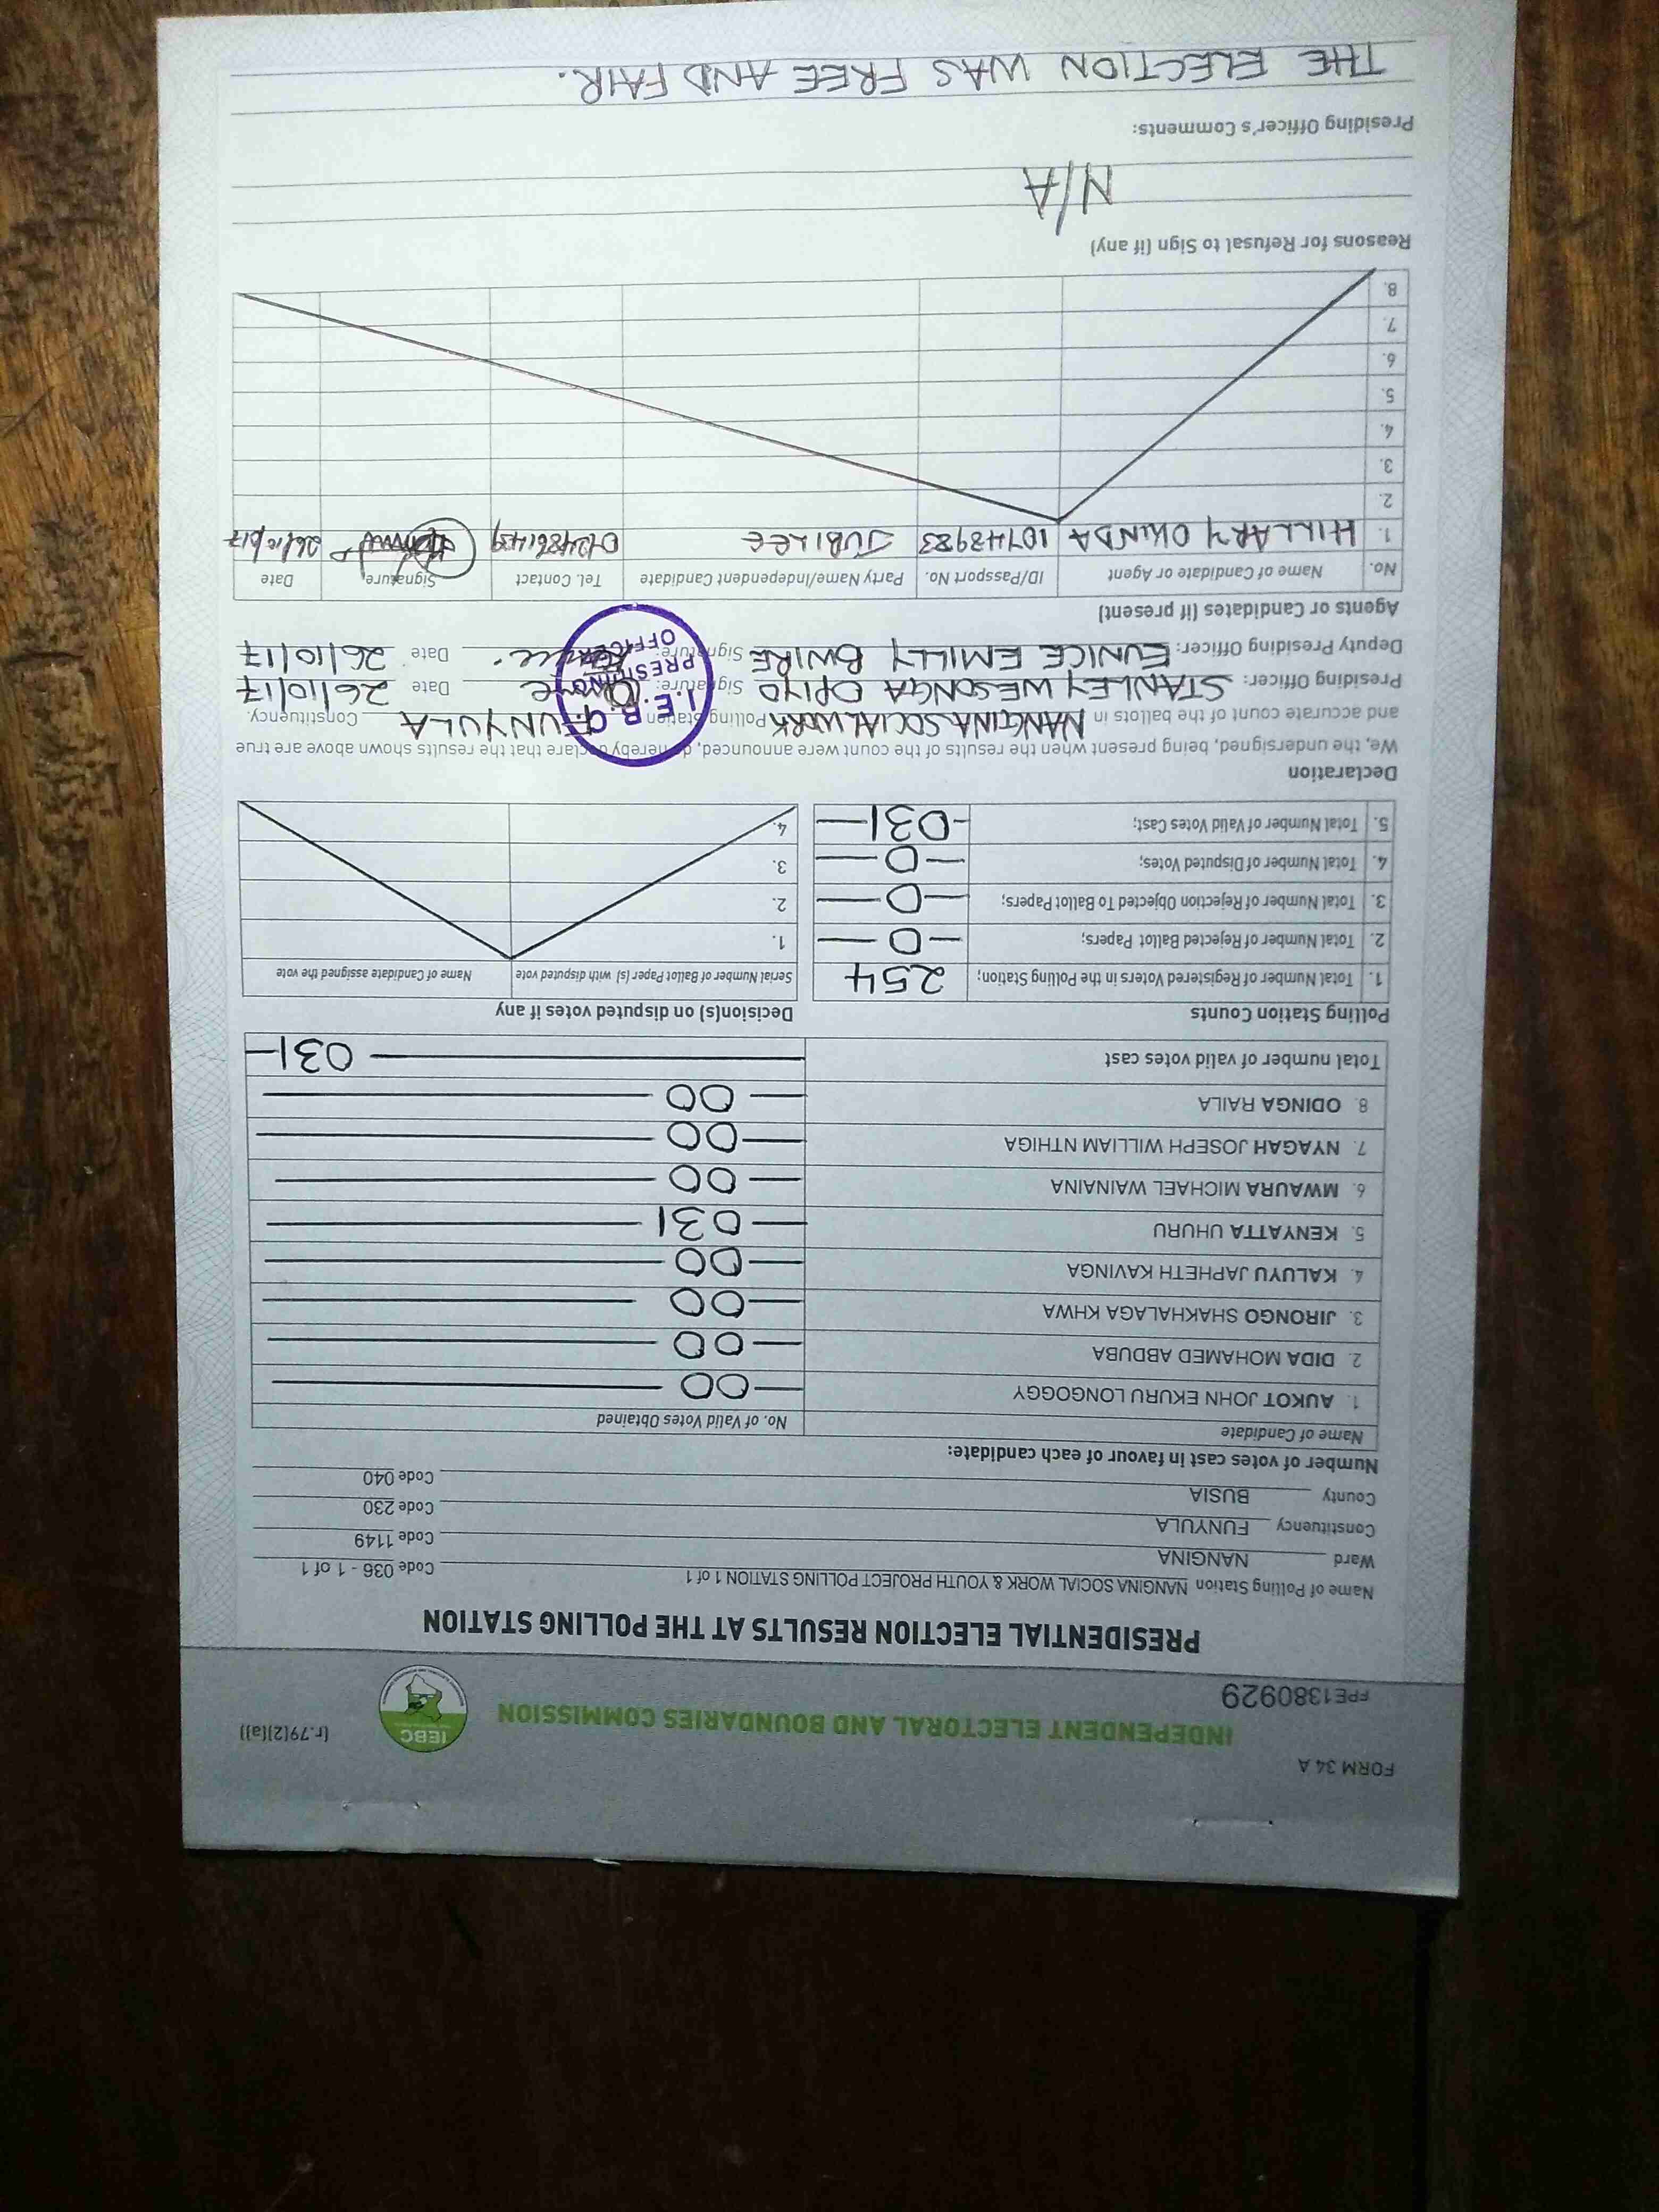 FORM 34 A
(r.79(2)(a))
INDEPENDENT ELECTORAL AND BOUNDARIES COMMISSION
IEBC
FPE1380929
PRESIDENTIAL ELECTION RESULTS AT THE POLLING STATION
Name of Polling Station NANGINA SOCIAL WORK & YOUTH PROJECT POLLING STATION 1 of 1 Code 036 - 1 of 1
Ward NANGINA Code 1149
Constituency FUNYULA Code 230
County BUSIA Code 040
Number of votes cast in favour of each candidate:
Name of Candidate No. of Valid Votes Obtained
1. AUKOT JOHN EKURU LONGOGGY — 00 —
2. DIDA MOHAMED ABDUBA — 00 —
3. JIRONGO SHAKHALAGA KHWA — 00 —
4. KALUYU JAPHETH KAVINGA — 00 —
5. KENYATTA UHURU — 031 —
6. MWAURA MICHAEL WAINAINA — 00 —
7. NYAGAH JOSEPH WILLIAM NTHIGA — 00 —
8. ODINGA RAILA — 00 —
Total number of valid votes cast — 031 —
Polling Station Counts
1. Total Number of Registered Voters in the Polling Station; 254
2. Total Number of Rejected Ballot Papers; — 0 —
3. Total Number of Rejection Objected To Ballot Papers; — 0 —
4. Total Number of Disputed Votes; — 0 —
5. Total Number of Valid Votes Cast; - 031 —
Decision(s) on disputed votes if any
Serial Number of Ballot Paper (s) with disputed vote Name of Candidate assigned the vote
1.
2.
3.
4.
Declaration
We, the undersigned, being present when the results of the count were announced, do hereby declare that the results shown above are true
and accurate count of the ballots in NANGINA SOCIAL WORK Polling Station FUNYULA Constituency.
Presiding Officer: STANLEY WESONGA OPIYO Signature: Date 26/10/17
Deputy Presiding Officer: EUNICE EMILLY BWIRE Signature: Date 26/10/17
I.E.B.C.
PRESIDING
OFFICER
Agents or Candidates (if present)
No. Name of Candidate or Agent ID/Passport No. Party Name/Independent Candidate Tel. Contact Signature Date
1. HILLARY OKINDA 10748983 JUBILEE 26/10/17
2.
3.
4.
5.
6.
7.
8.
Reasons for Refusal to Sign (if any)
N/A
Presiding Officer's Comments:
THE ELECTION WAS FREE AND FAIR.